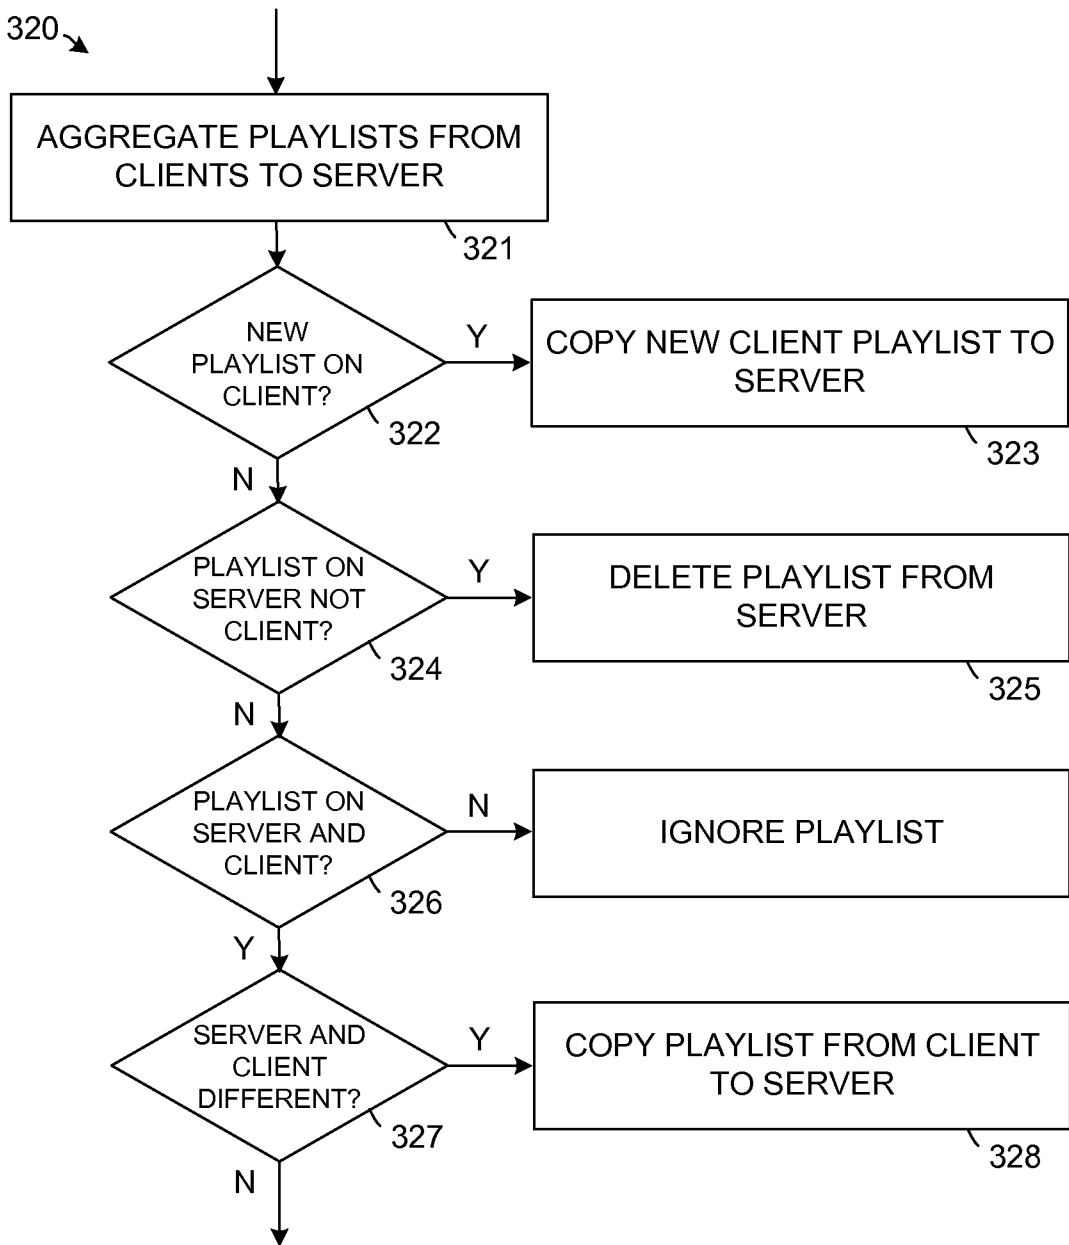 320
AGGREGATE PLAYLISTS FROM
CLIENTS TO SERVER
321
NEW
PLAYLIST ON
CLIENT?
322
Y
COPY NEW CLIENT PLAYLIST TO
SERVER
323
N
PLAYLIST ON
SERVER NOT
CLIENT?
324
Y
DELETE PLAYLIST FROM
SERVER
325
N
PLAYLIST ON
SERVER AND
CLIENT?
326
N
IGNORE PLAYLIST
Y
SERVER AND
CLIENT
DIFFERENT?
327
Y
COPY PLAYLIST FROM CLIENT
TO SERVER
328
N